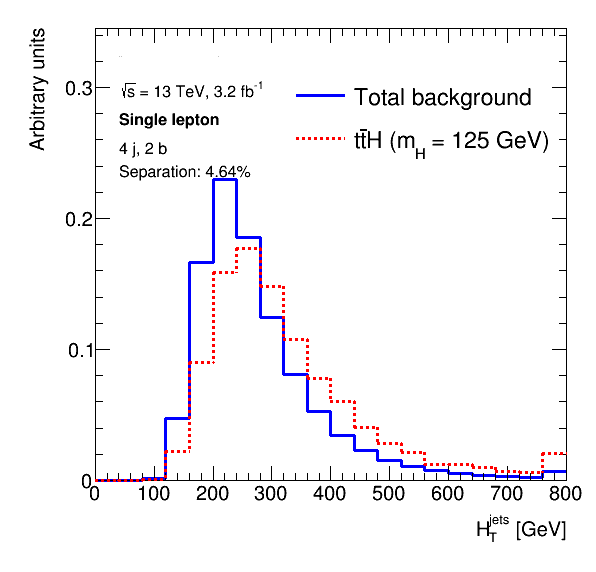 Arbitrary units
√s = 13 TeV, 3.2 fb⁻¹
Single lepton
4 j, 2 b
Separation: 4.64%
Total background
tt̄H (m_H = 125 GeV)
0.3
0.2
0.1
0
0 100 200 300 400 500 600 700 800
H_T^jets [GeV]